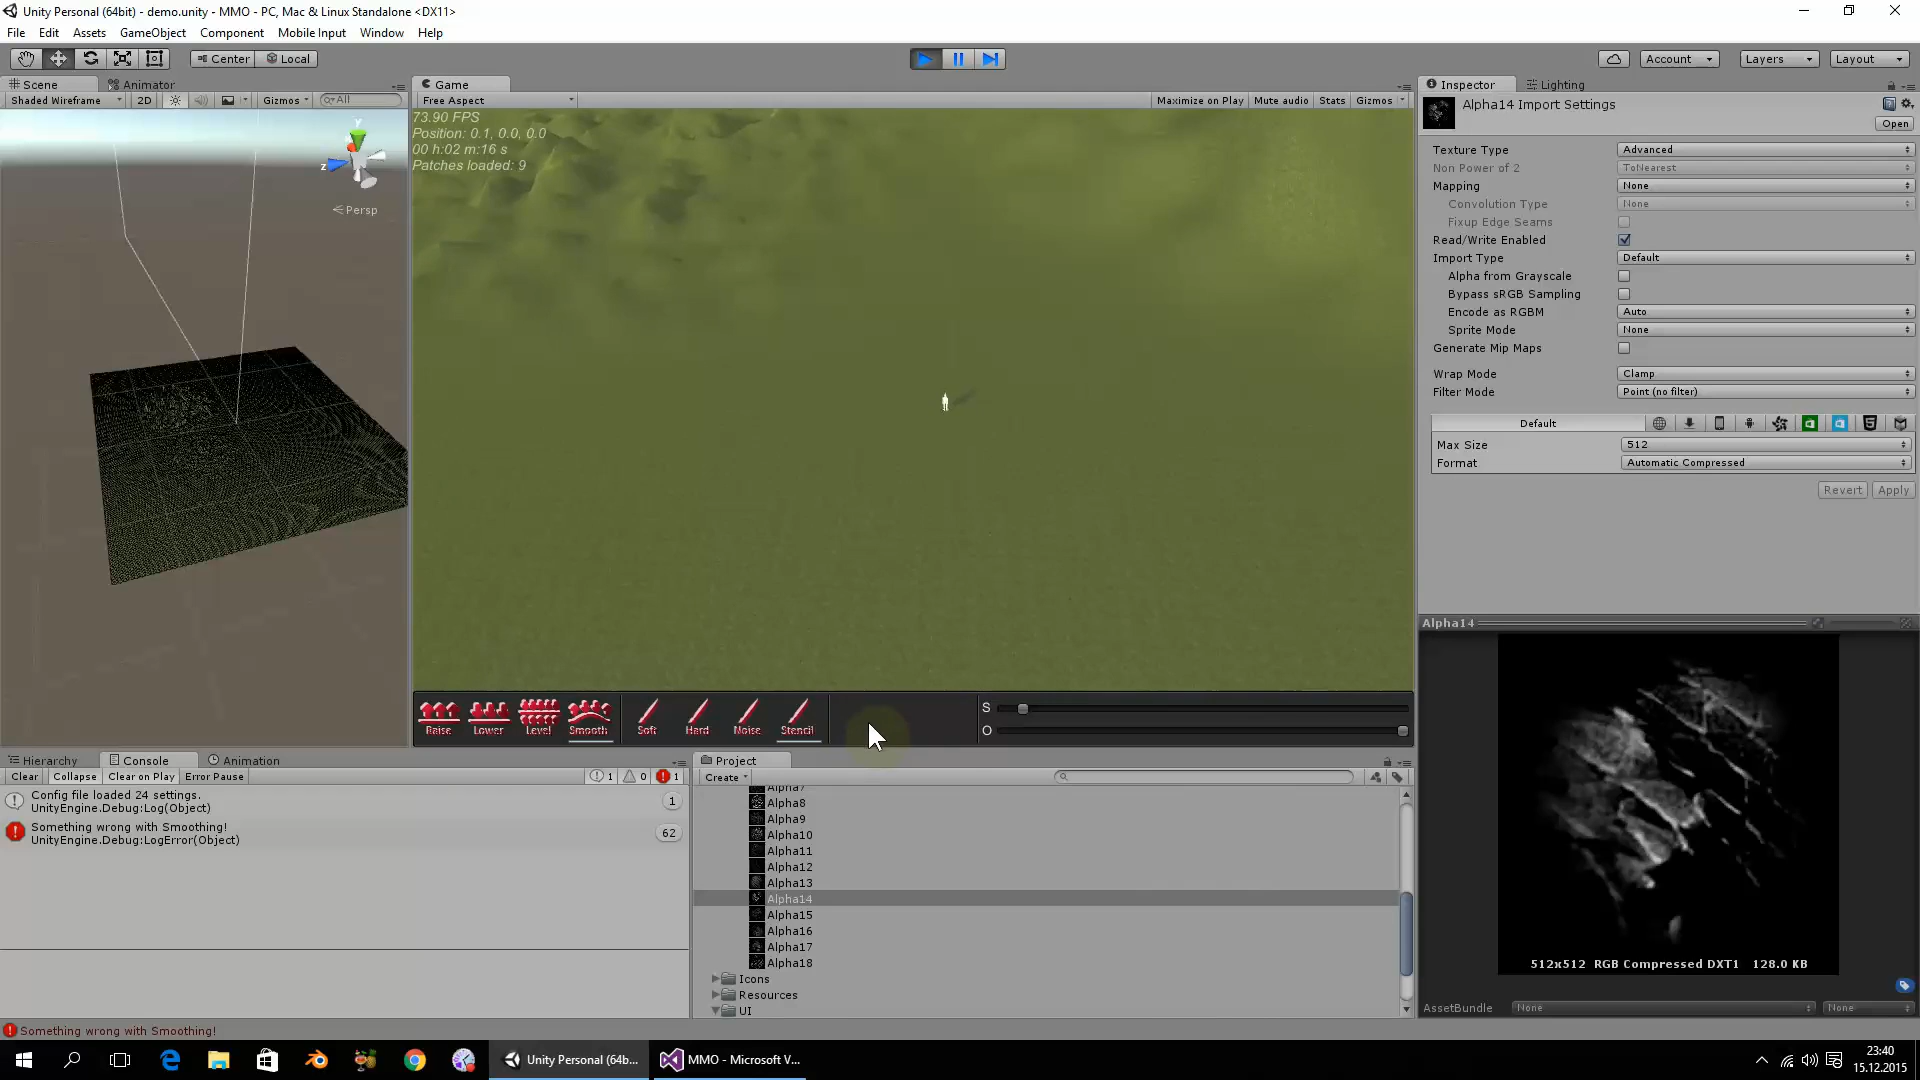 Unity Personal (64bit) - demo.unity - MMO - PC, Mac & Linux Standalone <DX11>
File Edit Assets GameObject Component Mobile Input Window Help
Center Local Account Layers Layout
Scene Animator
Shaded Wireframe 2D Gizmos All
Game
Free Aspect Maximize on Play Mute audio Stats Gizmos
y
z
Persp
73.90 FPS
Position: 0.1, 0.0, 0.0
00 h:02 m:16 s
Patches loaded: 9
Raise Lower Level Smooth Soft Hard Noise Stencil
S
O
Inspector Lighting
Alpha14 Import Settings
Open
Texture Type Advanced
Non Power of 2 ToNearest
Mapping None
Convolution Type None
Fixup Edge Seams
Read/Write Enabled
Import Type Default
Alpha from Grayscale
Bypass sRGB Sampling
Encode as RGBM Auto
Sprite Mode None
Generate Mip Maps
Wrap Mode Clamp
Filter Mode Point (no filter)
Default
Max Size 512
Format Automatic Compressed
Revert Apply
Alpha14
512x512 RGB Compressed DXT1 128.0 KB
AssetBundle None None
Hierarchy Console Animation
Clear Collapse Clear on Play Error Pause 1 0 1
Config file loaded 24 settings.
UnityEngine.Debug:Log(Object)
1
Something wrong with Smoothing!
UnityEngine.Debug:LogError(Object)
62
Project
Create
Alpha7
Alpha8
Alpha9
Alpha10
Alpha11
Alpha12
Alpha13
Alpha14
Alpha15
Alpha16
Alpha17
Alpha18
Icons
Resources
UI
Something wrong with Smoothing!
Unity Personal (64b... MMO - Microsoft V...
23:40
15.12.2015